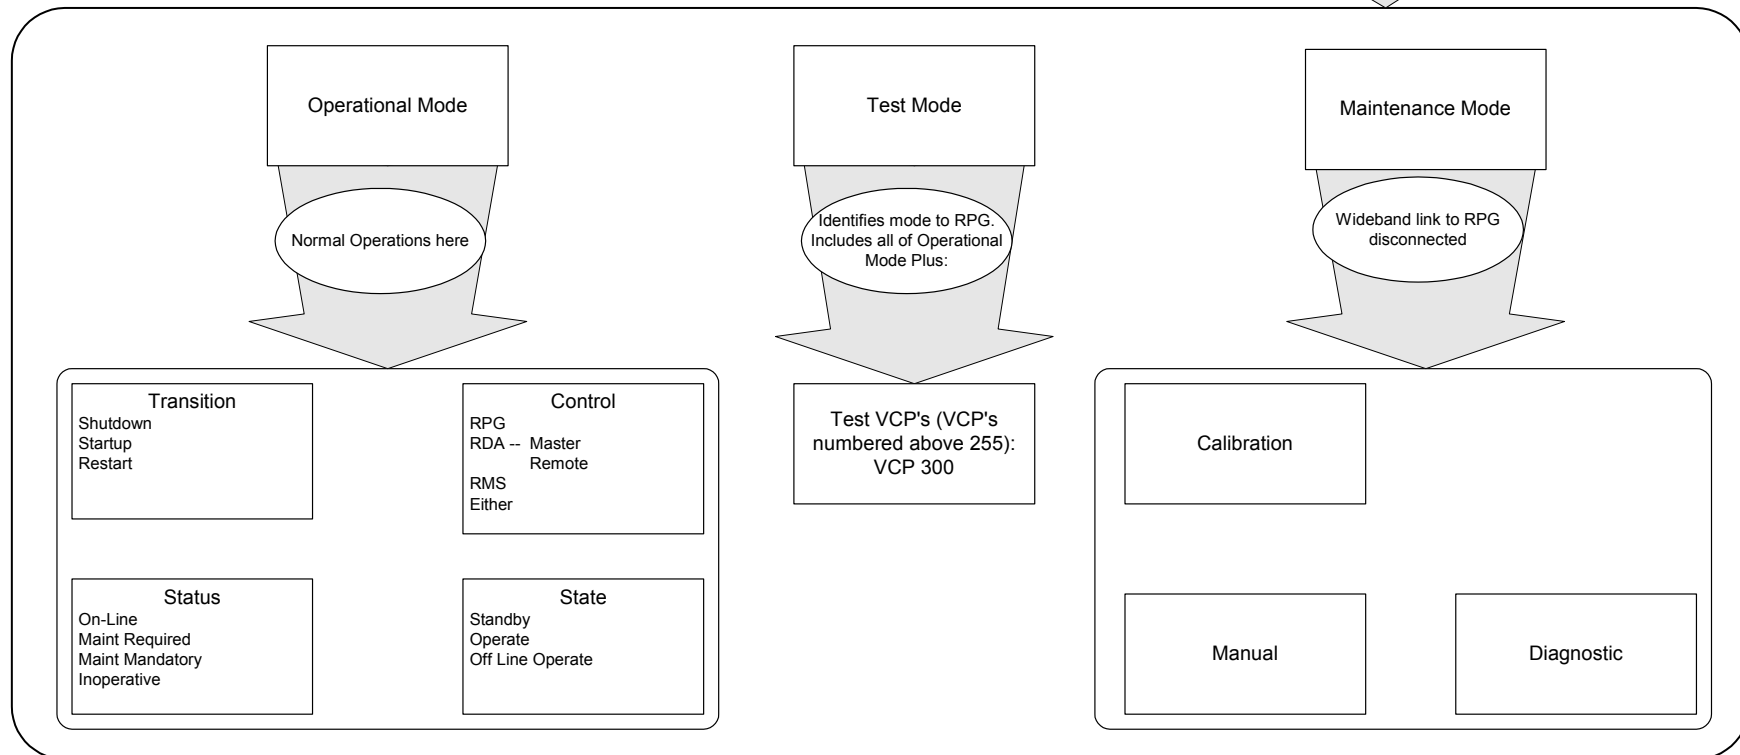 Operational Mode
Test Mode
Maintenance Mode
Normal Operations here
Identifies mode to RPG.
Includes all of Operational
Mode Plus:
Wideband link to RPG
disconnected
Transition
Shutdown
Startup
Restart
Control
RPG
RDA -- Master
Remote
RMS
Either
Status
On-Line
Maint Required
Maint Mandatory
Inoperative
State
Standby
Operate
Off Line Operate
Test VCP's (VCP's
numbered above 255):
VCP 300
Calibration
Manual
Diagnostic